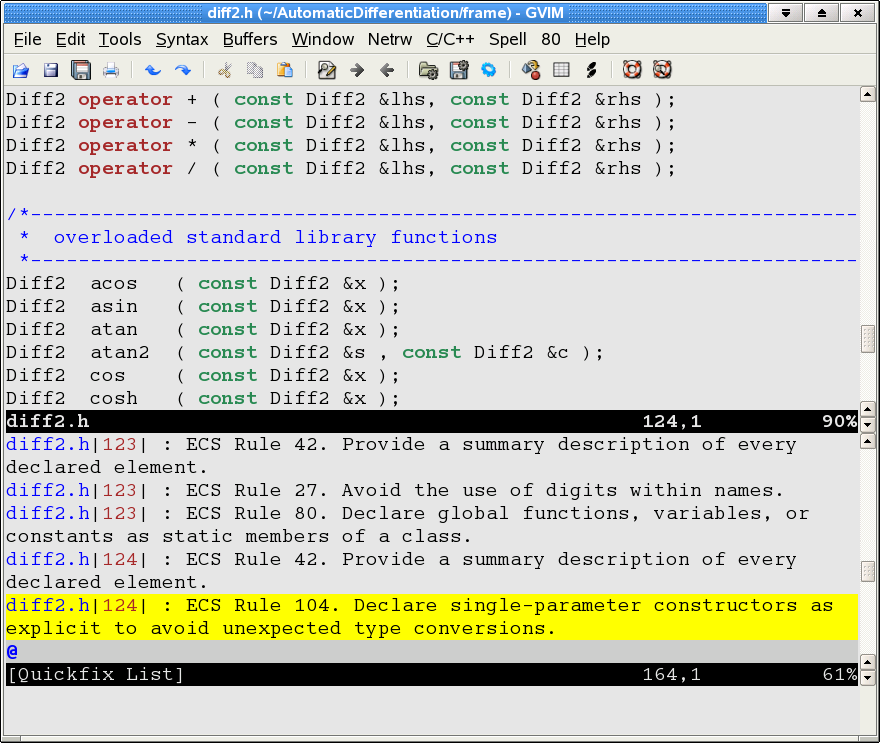 diff2.h (~/AutomaticDifferentiation/frame) - GVIM
File Edit Tools Syntax Buffers Window Netrw C/C++ Spell 80 Help
Diff2 operator + ( const Diff2 &lhs, const Diff2 &rhs );
Diff2 operator - ( const Diff2 &lhs, const Diff2 &rhs );
Diff2 operator * ( const Diff2 &lhs, const Diff2 &rhs );
Diff2 operator / ( const Diff2 &lhs, const Diff2 &rhs );
/*---------------------------------------------------------------------
 *  overloaded standard library functions
 *---------------------------------------------------------------------
Diff2  acos   ( const Diff2 &x );
Diff2  asin   ( const Diff2 &x );
Diff2  atan   ( const Diff2 &x );
Diff2  atan2  ( const Diff2 &s , const Diff2 &c );
Diff2  cos    ( const Diff2 &x );
Diff2  cosh   ( const Diff2 &x );
diff2.h 124,1 90%
diff2.h|123| : ECS Rule 42. Provide a summary description of every
declared element.
diff2.h|123| : ECS Rule 27. Avoid the use of digits within names.
diff2.h|123| : ECS Rule 80. Declare global functions, variables, or
constants as static members of a class.
diff2.h|124| : ECS Rule 42. Provide a summary description of every
declared element.
diff2.h|124| : ECS Rule 104. Declare single-parameter constructors as
explicit to avoid unexpected type conversions.
@
[Quickfix List] 164,1 61%